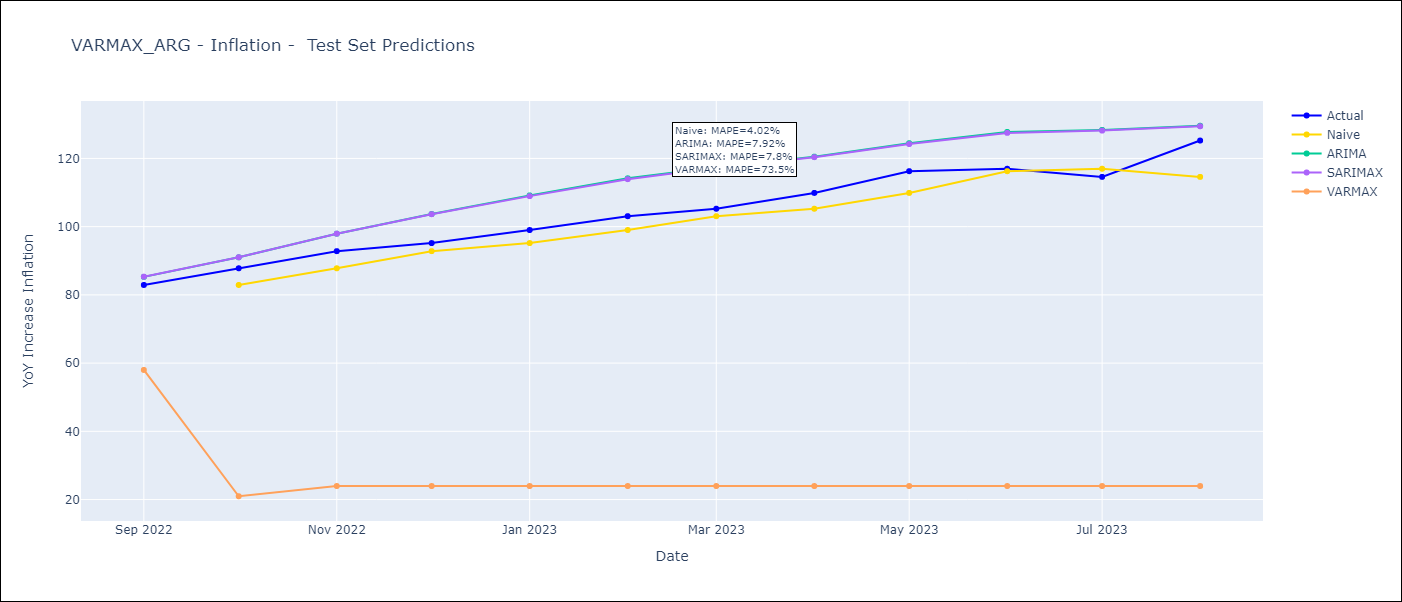 VARMAX_ARG - Inflation -  Test Set Predictions
Actual
Naive
ARIMA
SARIMAX
VARMAX
Naive: MAPE=4.02%
ARIMA: MAPE=7.92%
SARIMAX: MAPE=7.8%
VARMAX: MAPE=73.5%
YoY Increase Inflation
120
100
80
60
40
20
Sep 2022 Nov 2022 Jan 2023 Mar 2023 May 2023 Jul 2023
Date